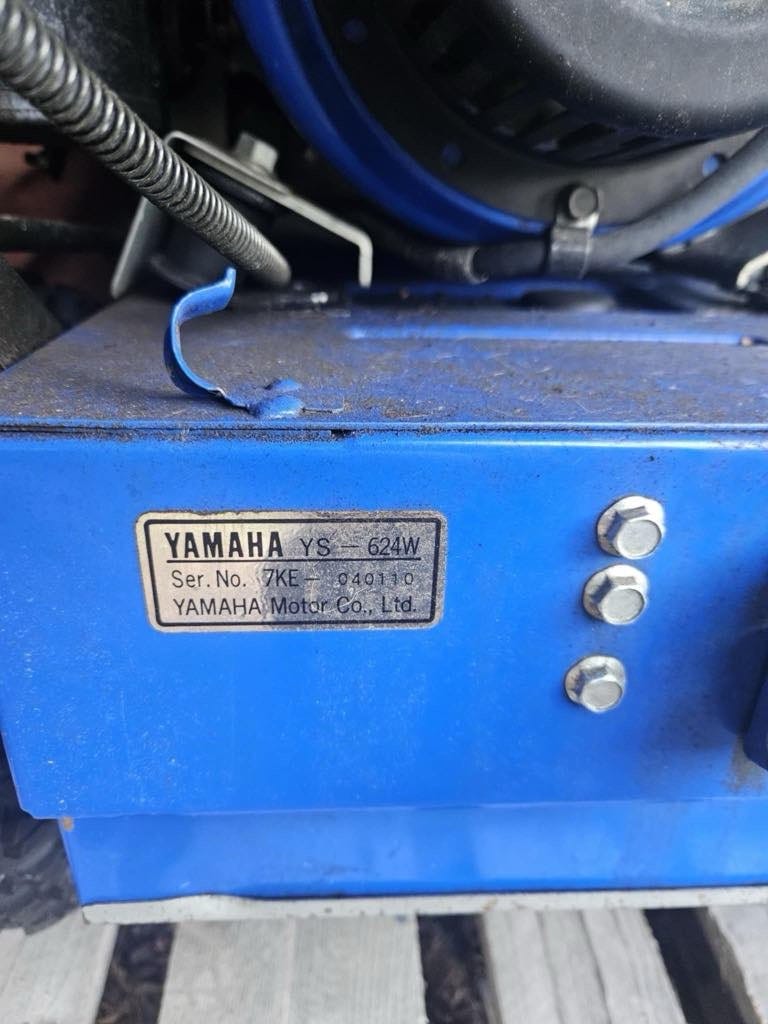 YAMAHA YS-624W
Ser. No. 7KE- 040110
YAMAHA Motor Co., Ltd.